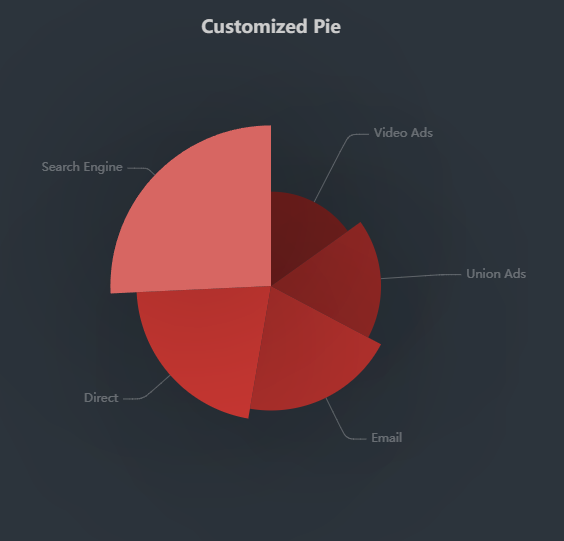 Customized Pie
Video Ads
Search Engine
Union Ads
Direct
Email